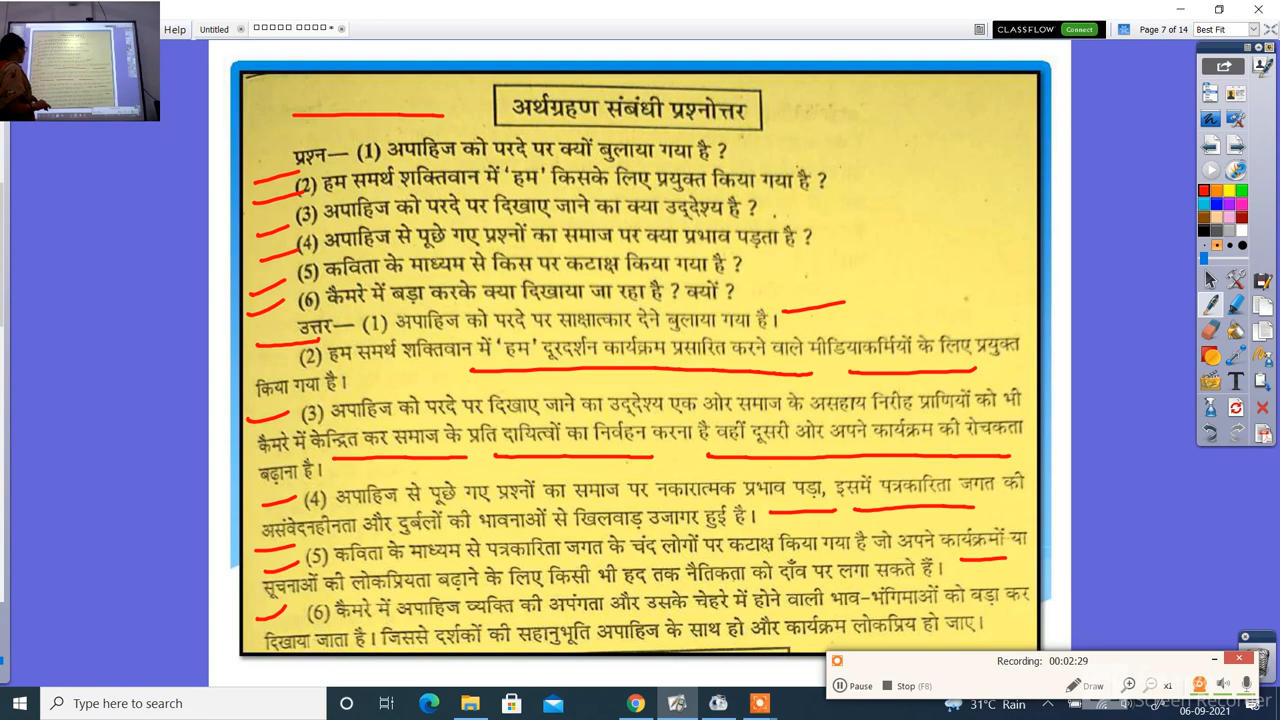 Help Untitled
CLASSFLOW Connect Page 7 of 14 Best Fit
अर्थग्रहण संबंधी प्रश्नोत्तर
प्रश्न— (1) अपाहिज को परदे पर क्यों बुलाया गया है ?
(2) हम समर्थ शक्तिवान में ‘हम’ किसके लिए प्रयुक्त किया गया है ?
(3) अपाहिज को परदे पर दिखाए जाने का क्या उद्देश्य है ?
(4) अपाहिज से पूछे गए प्रश्नों का समाज पर क्या प्रभाव पड़ता है ?
(5) कविता के माध्यम से किस पर कटाक्ष किया गया है ?
(6) कैमरे में बड़ा करके क्या दिखाया जा रहा है ? क्यों ?
उत्तर— (1) अपाहिज को परदे पर साक्षात्कार देने बुलाया गया है।
(2) हम समर्थ शक्तिवान में ‘हम’ दूरदर्शन कार्यक्रम प्रसारित करने वाले मीडियाकर्मियों के लिए प्रयुक्त
किया गया है।
(3) अपाहिज को परदे पर दिखाए जाने का उद्देश्य एक ओर समाज के असहाय निरीह प्राणियों को भी
कैमरे में केन्द्रित कर समाज के प्रति दायित्वों का निर्वहन करना है वहीं दूसरी ओर अपने कार्यक्रम की रोचकता
बढ़ाना है।
(4) अपाहिज से पूछे गए प्रश्नों का समाज पर नकारात्मक प्रभाव पड़ा, इसमें पत्रकारिता जगत की
असंवेदनहीनता और दुर्बलों की भावनाओं से खिलवाड़ उजागर हुई है।
(5) कविता के माध्यम से पत्रकारिता जगत के चंद लोगों पर कटाक्ष किया गया है जो अपने कार्यक्रमों या
सूचनाओं की लोकप्रियता बढ़ाने के लिए किसी भी हद तक नैतिकता को दाँव पर लगा सकते हैं।
(6) कैमरे में अपाहिज व्यक्ति की अपंगता और उसके चेहरे में होने वाली भाव-भंगिमाओं को बड़ा कर
दिखाया जाता है। जिससे दर्शकों की सहानुभूति अपाहिज के साथ हो और कार्यक्रम लोकप्रिय हो जाए।
Recording: 00:02:29
Pause Stop (F8) Draw x1
Screen Recorder
Type here to search
31°C Rain
06-09-2021